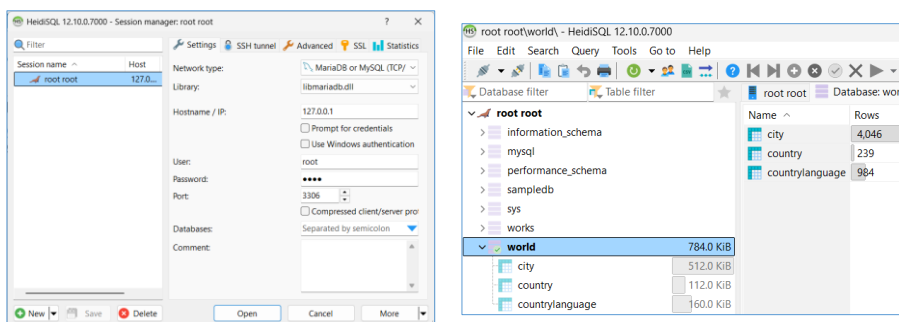 HeidiSQL 12.10.0.7000 - Session manager: root root
Filter
Session name
Host
root root
127.0...
Settings
SSH tunnel
Advanced
SSL
Statistics
Network type:
MariaDB or MySQL (TCP/
Library:
libmariadb.dll
Hostname / IP:
127.0.0.1
Prompt for credentials
Use Windows authentication
User:
root
Password:
Port:
3306
Compressed client/server pro
Databases:
Separated by semicolon
Comment:
New
Save
Delete
Open
Cancel
More
root root\world\ - HeidiSQL 12.10.0.7000
File Edit Search Query Tools Go to Help
Database filter
Table filter
root root
Database: wor
root root
information_schema
mysql
performance_schema
sampledb
sys
works
world 784.0 KiB
city 512.0 KiB
country 112.0 KiB
countrylanguage 160.0 KiB
Name Rows
city 4,046
country 239
countrylanguage 984